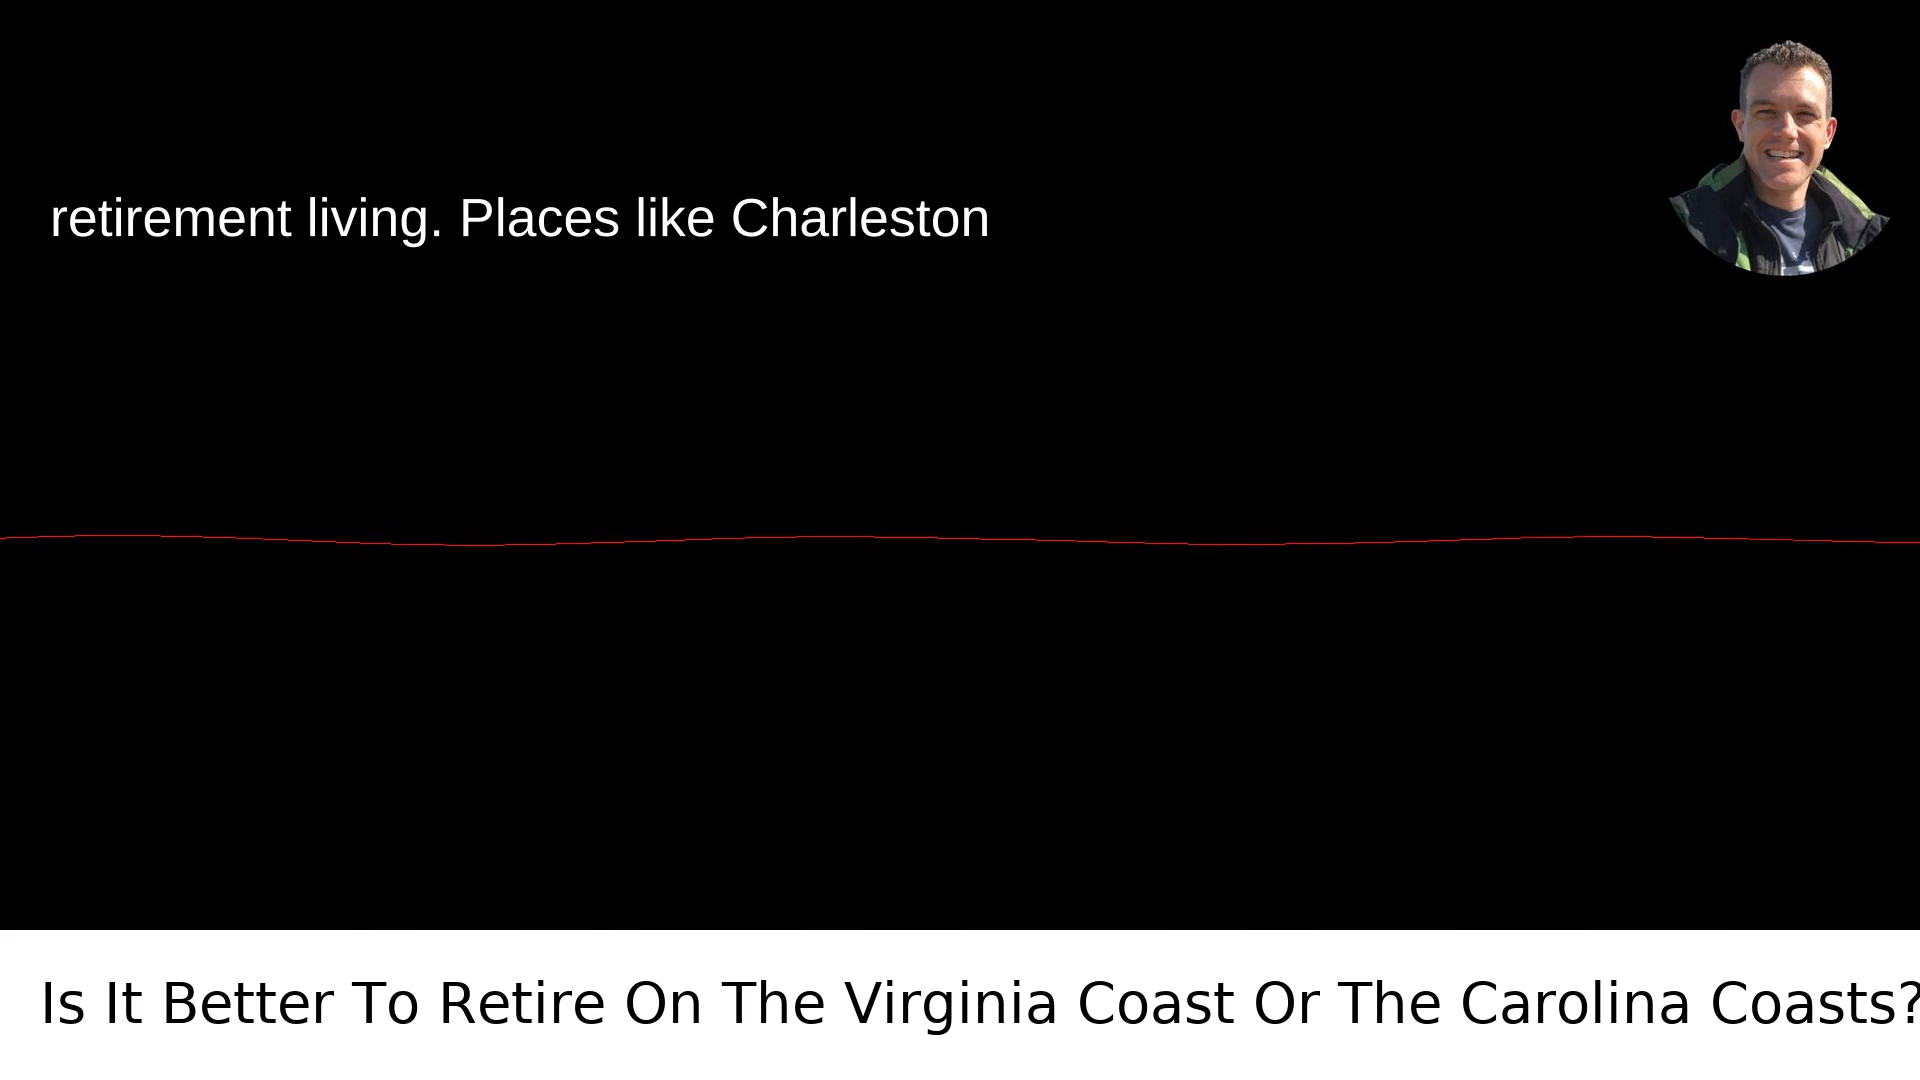 retirement living. Places like Charleston
Is It Better To Retire On The Virginia Coast Or The Carolina Coasts?